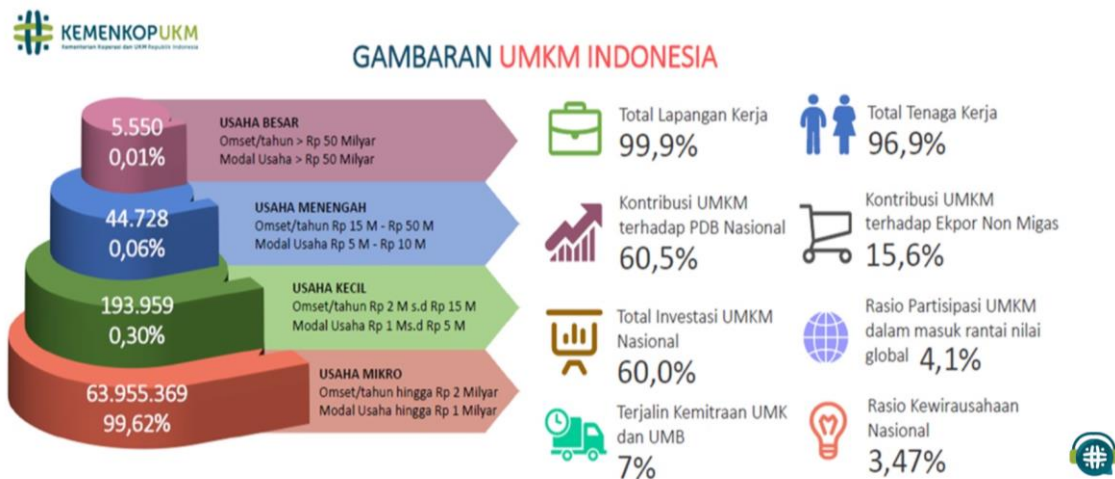 KEMENKOPUKM
Kementerian Koperasi dan UKM Republik Indonesia
GAMBARAN UMKM INDONESIA
5.550
0,01%
USAHA BESAR
Omset/tahun > Rp 50 Milyar
Modal Usaha > Rp 50 Milyar
44.728
0,06%
USAHA MENENGAH
Omset/tahun Rp 15 M - Rp 50 M
Modal Usaha Rp 5 M - Rp 10 M
193.959
0,30%
USAHA KECIL
Omset/tahun Rp 2 M s.d Rp 15 M
Modal Usaha Rp 1 Ms.d Rp 5 M
63.955.369
99,62%
USAHA MIKRO
Omset/tahun hingga Rp 2 Milyar
Modal Usaha hingga Rp 1 Milyar
Total Lapangan Kerja
99,9%
Total Tenaga Kerja
96,9%
Kontribusi UMKM
terhadap PDB Nasional
60,5%
Kontribusi UMKM
terhadap Ekpor Non Migas
15,6%
Total Investasi UMKM
Nasional
60,0%
Rasio Partisipasi UMKM
dalam masuk rantai nilai
global 4,1%
Terjalin Kemitraan UMK
dan UMB
7%
Rasio Kewirausahaan
Nasional
3,47%